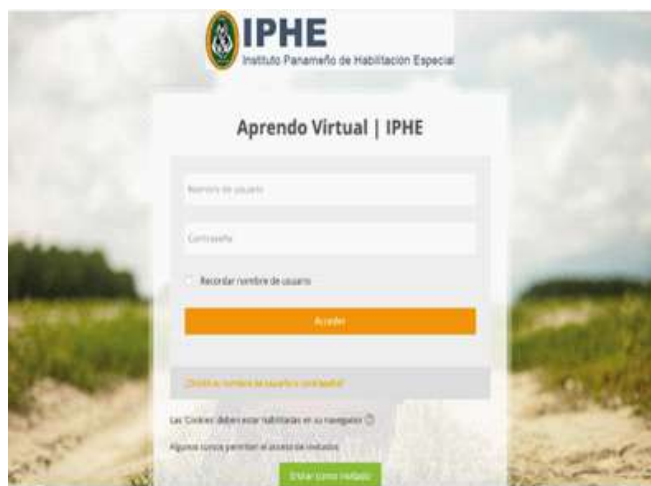 IPHE
Instituto Panameño de Habilitación Especial
Aprendo Virtual | IPHE
Nombre de usuario
Contraseña
Recordar nombre de usuario
Acceder
¿Olvidó su nombre de usuario o contraseña?
Las 'Cookies' deben estar habilitadas en su navegador
Algunos cursos permiten el acceso de invitados
Entrar como invitado